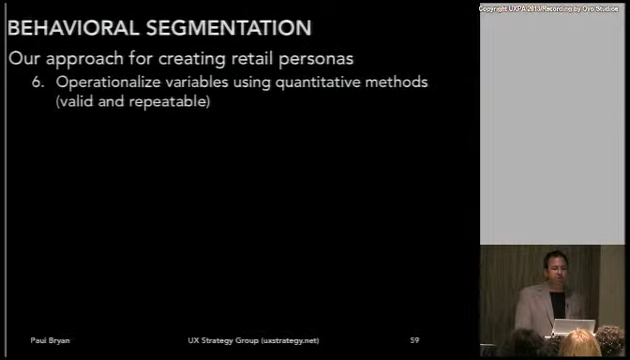 Copyright UXPA 2013/Recording by Oyo Studios
BEHAVIORAL SEGMENTATION
Our approach for creating retail personas
6. Operationalize variables using quantitative methods
(valid and repeatable)
Paul Bryan
UX Strategy Group (uxstrategy.net)
59